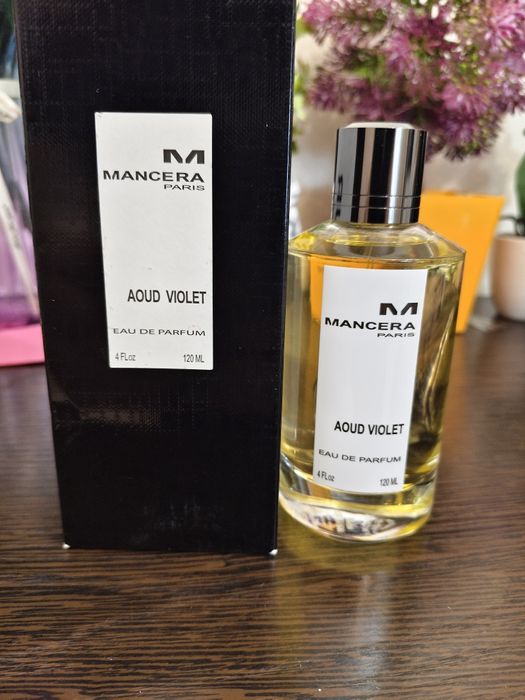 M
MANCERA
PARIS
AOUD VIOLET
EAU DE PARFUM
4 FLoz 120 ML
M
MANCERA
PARIS
AOUD VIOLET
EAU DE PARFUM
4 FLoz 120 ML